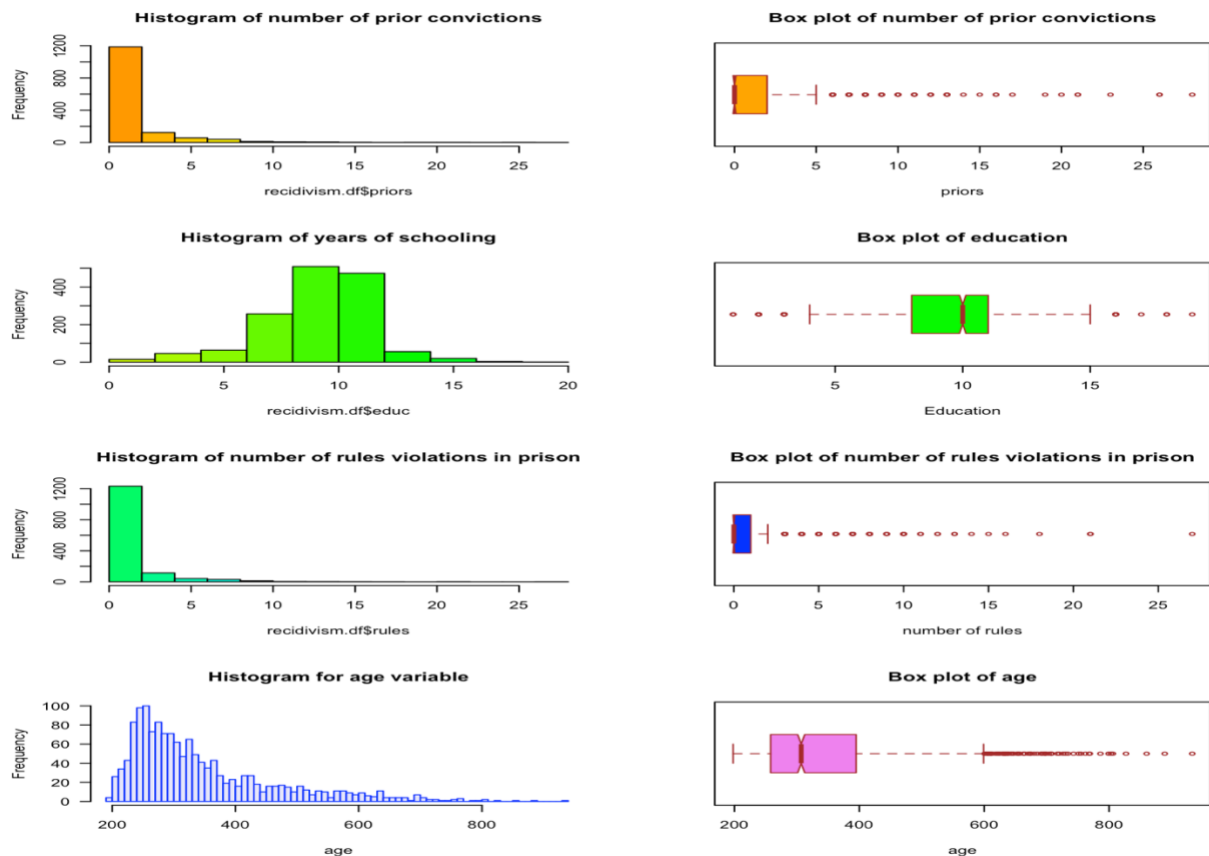 Histogram of number of prior convictions
Frequency
0 400 800 1200
0 5 10 15 20 25
recidivism.df$priors
Box plot of number of prior convictions
0 5 10 15 20 25
priors
Histogram of years of schooling
Frequency
0 200 400
0 5 10 15 20
recidivism.df$educ
Box plot of education
5 10 15
Education
Histogram of number of rules violations in prison
Frequency
0 400 800 1200
0 5 10 15 20 25
recidivism.df$rules
Box plot of number of rules violations in prison
0 5 10 15 20 25
number of rules
Histogram for age variable
Frequency
0 20 40 60 80 100
200 400 600 800
age
Box plot of age
200 400 600 800
age